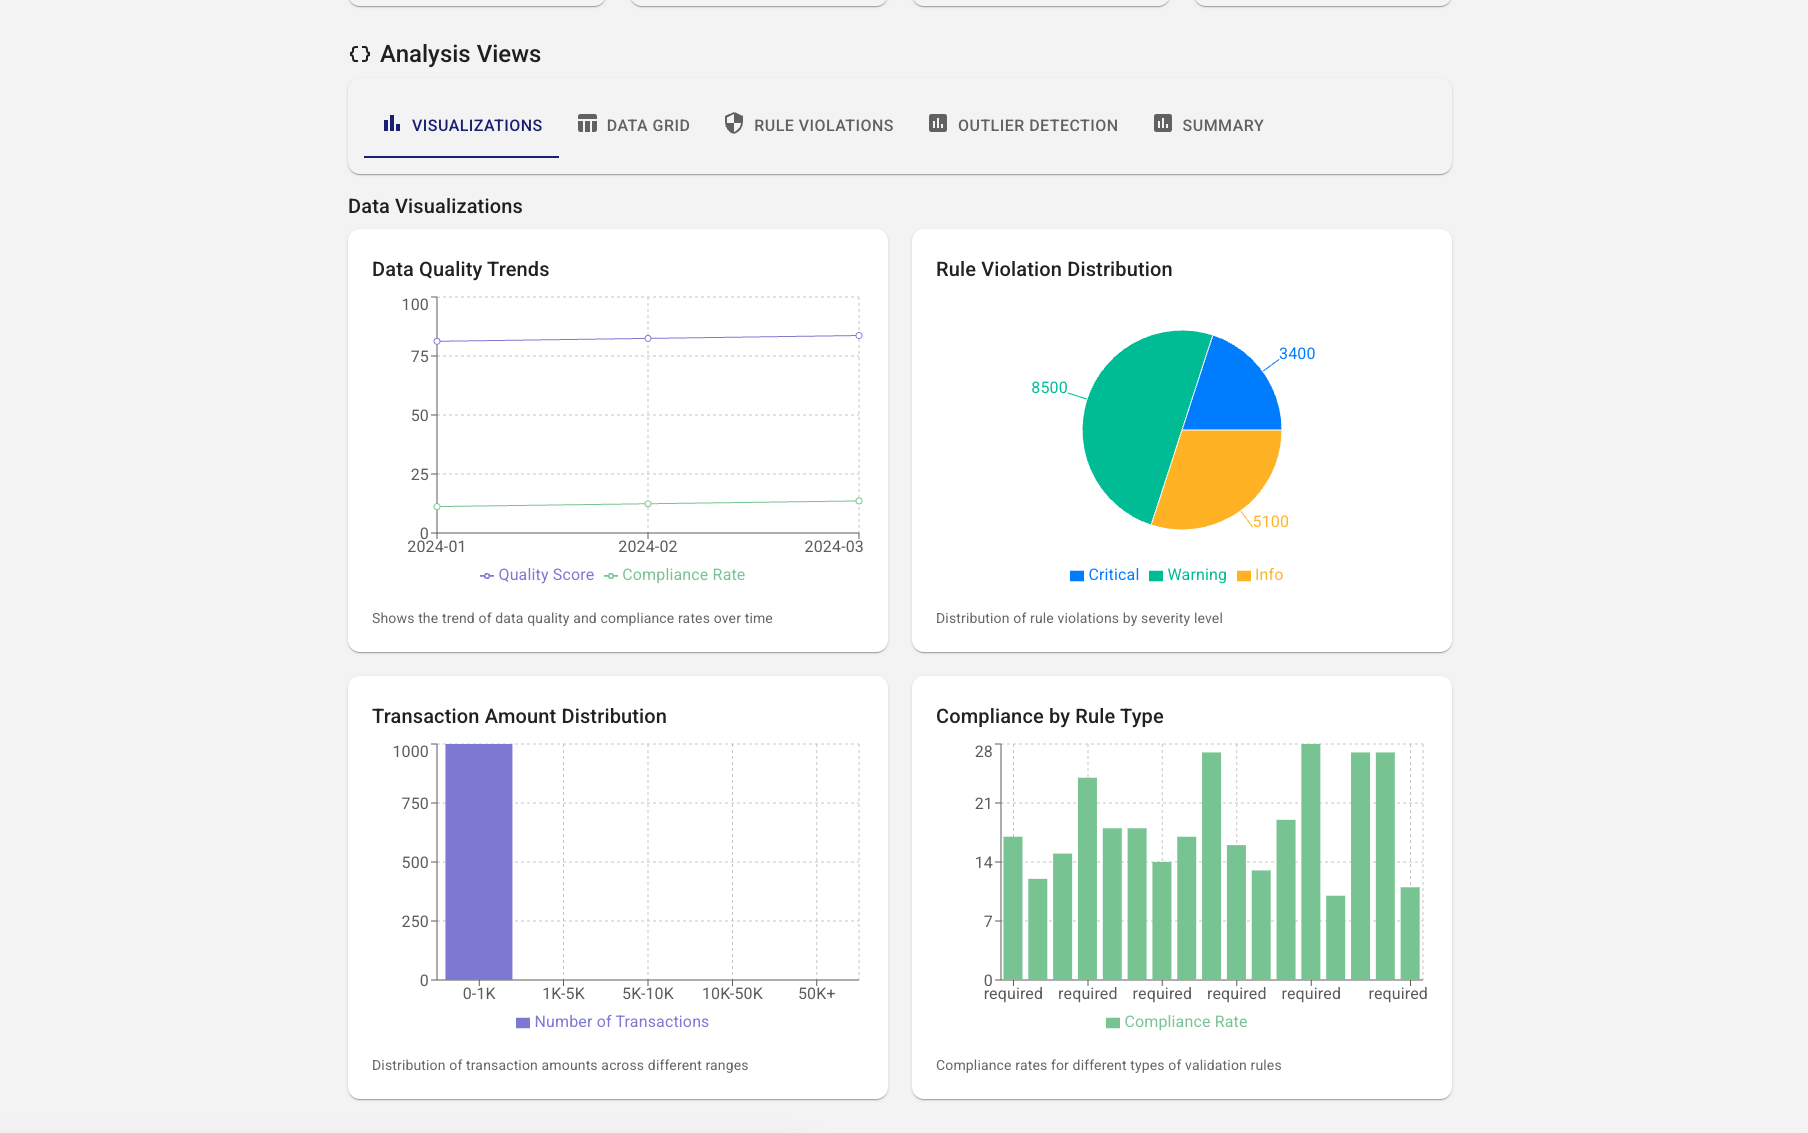 Analysis Views
VISUALIZATIONS
DATA GRID
RULE VIOLATIONS
OUTLIER DETECTION
SUMMARY
Data Visualizations
Data Quality Trends
100
75
50
25
0
2024-01
2024-02
2024-03
Quality Score
Compliance Rate
Shows the trend of data quality and compliance rates over time
Rule Violation Distribution
3400
8500
5100
Critical
Warning
Info
Distribution of rule violations by severity level
Transaction Amount Distribution
1000
750
500
250
0
0-1K
1K-5K
5K-10K
10K-50K
50K+
Number of Transactions
Distribution of transaction amounts across different ranges
Compliance by Rule Type
28
21
14
7
0
required
required
required
required
required
required
Compliance Rate
Compliance rates for different types of validation rules